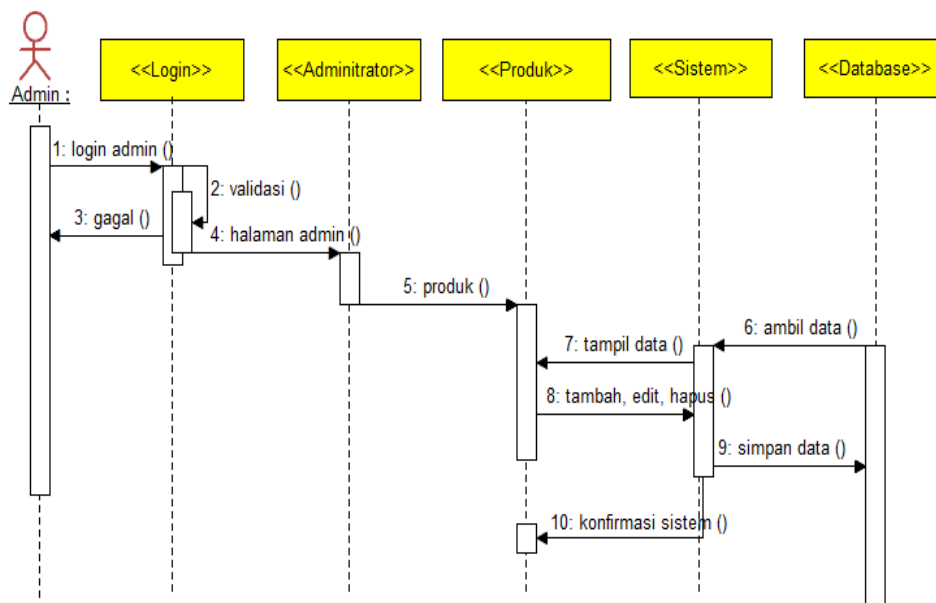 <<Login>>
<<Adminitrator>>
<<Produk>>
<<Sistem>>
<<Database>>
Admin :
1: login admin ()
2: validasi ()
3: gagal ()
4: halaman admin ()
5: produk ()
6: ambil data ()
7: tampil data ()
8: tambah, edit, hapus ()
9: simpan data ()
10: konfirmasi sistem ()